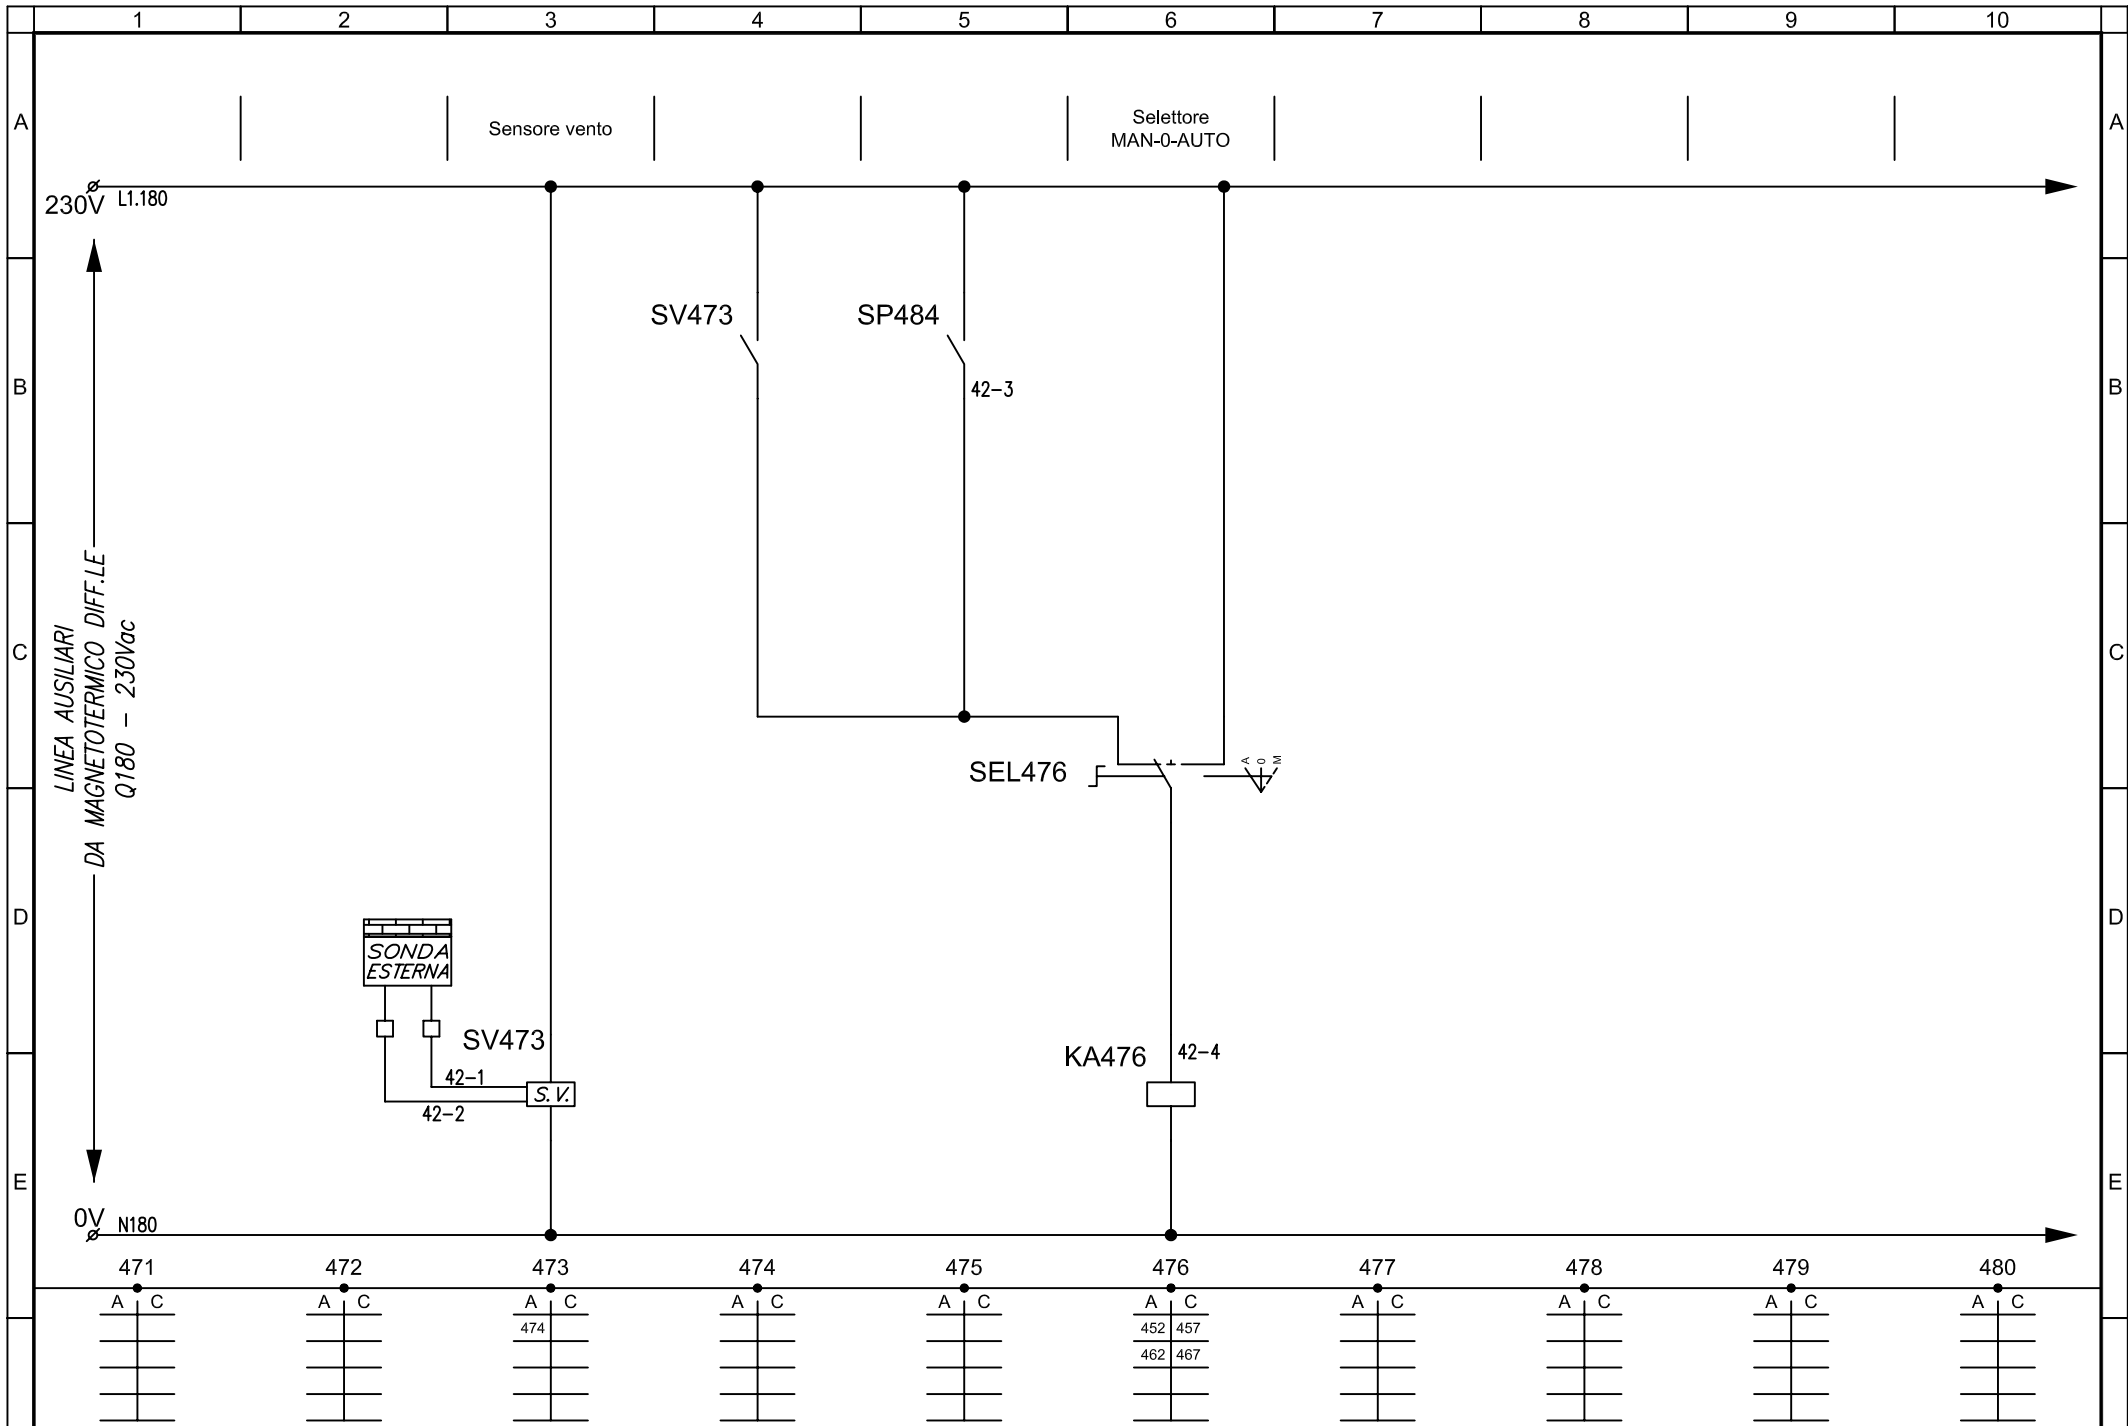 1 2 3 4 5 6 7 8 9 10
A A
Sensore vento
Selettore
MAN-0-AUTO
230V L1.180
SV473 SP484
B B
42-3
LINEA AUSILIARI
DA MAGNETOTERMICO DIFF.LE
Q180 - 230Vac
C C
SEL476
A 0 M
D D
SONDA
ESTERNA
SV473
KA476 42-4
42-1
S.V.
42-2
E E
0V N180
471 472 473 474 475 476 477 478 479 480
A C A C A C A C A C A C A C A C A C A C
474 452 457
462 467